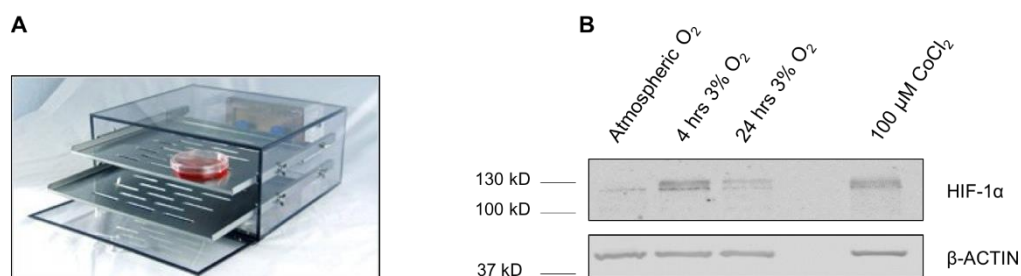 A
B
Atmospheric O₂
4 hrs 3% O₂
24 hrs 3% O₂
100 µM CoCl₂
130 kD
100 kD
HIF-1α
37 kD
β-ACTIN